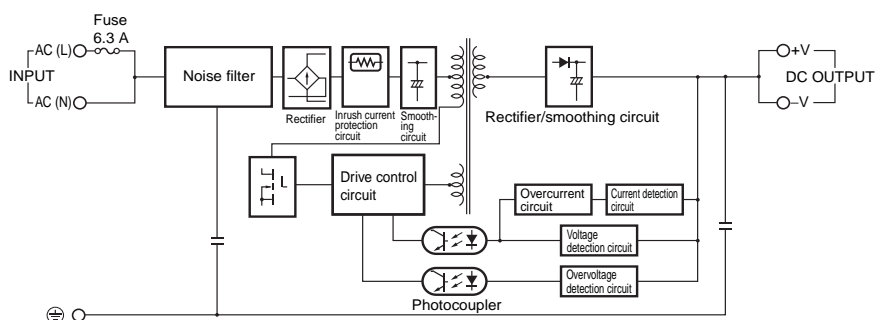 Fuse
6.3 A
AC (L)
INPUT
AC (N)
Noise filter
Rectifier
Inrush current
protection
circuit
Smooth-
ing
circuit
Rectifier/smoothing circuit
+V
DC OUTPUT
–V
Drive control
circuit
Overcurrent
circuit
Current detection
circuit
Voltage
detection circuit
Overvoltage
detection circuit
Photocoupler